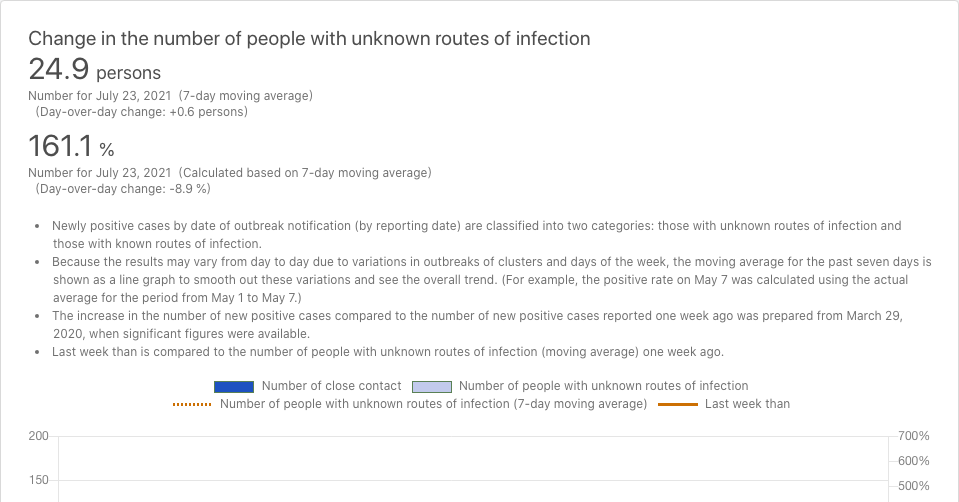 Change in the number of people with unknown routes of infection
24.9 persons
Number for July 23, 2021 (7-day moving average)
(Day-over-day change: +0.6 persons)
161.1 %
Number for July 23, 2021 (Calculated based on 7-day moving average)
(Day-over-day change: -8.9 %)
• Newly positive cases by date of outbreak notification (by reporting date) are classified into two categories: those with unknown routes of infection and
those with known routes of infection.
• Because the results may vary from day to day due to variations in outbreaks of clusters and days of the week, the moving average for the past seven days is
shown as a line graph to smooth out these variations and see the overall trend. (For example, the positive rate on May 7 was calculated using the actual
average for the period from May 1 to May 7.)
• The increase in the number of new positive cases compared to the number of new positive cases reported one week ago was prepared from March 29,
2020, when significant figures were available.
• Last week than is compared to the number of people with unknown routes of infection (moving average) one week ago.
Number of close contact Number of people with unknown routes of infection
Number of people with unknown routes of infection (7-day moving average) Last week than
200 700%
600%
150 500%